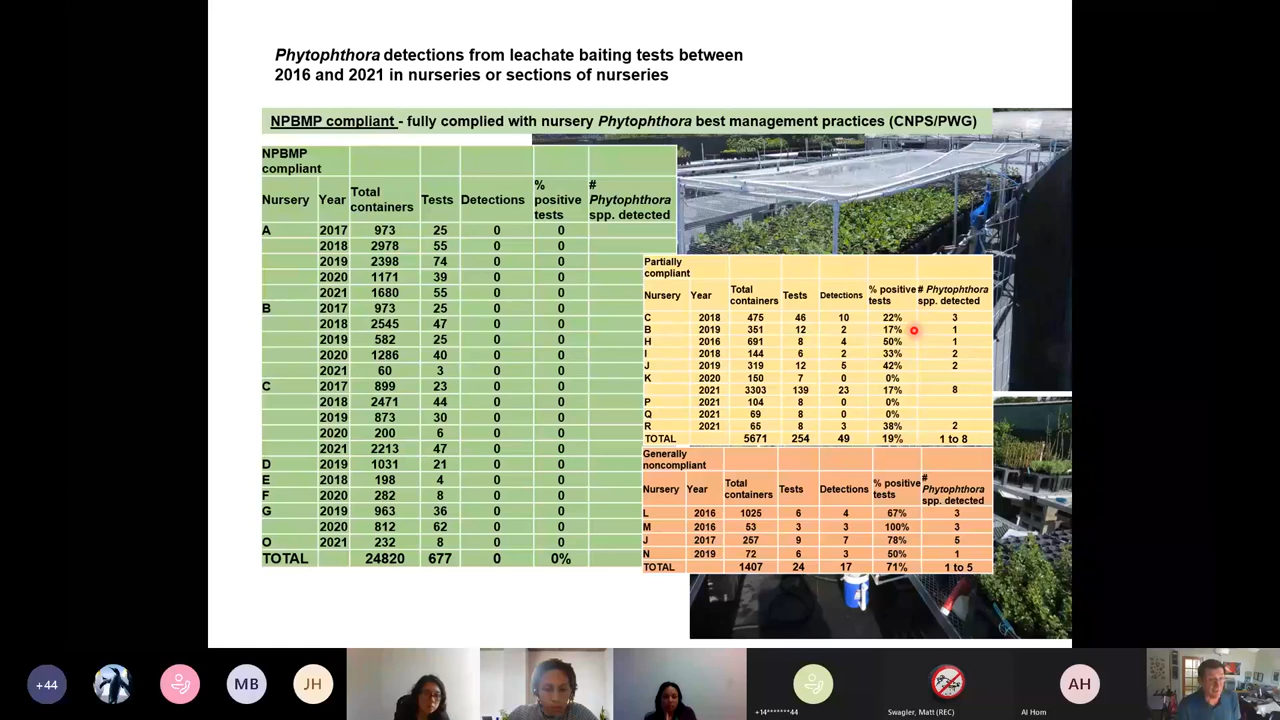 Phytophthora detections from leachate baiting tests between
2016 and 2021 in nurseries or sections of nurseries
NPBMP compliant - fully complied with nursery Phytophthora best management practices (CNPS/PWG)
NPBMP
compliant
Nursery Year Total containers Tests Detections % positive tests # Phytophthora spp. detected
A 2017 973 25 0 0
2018 2978 55 0 0
2019 2398 74 0 0
2020 1171 39 0 0
2021 1680 55 0 0
B 2017 973 25 0 0
2018 2545 47 0 0
2019 582 25 0 0
2020 1286 40 0 0
2021 60 3 0 0
C 2017 899 23 0 0
2018 2471 44 0 0
2019 873 30 0 0
2020 200 6 0 0
2021 2213 47 0 0
D 2019 1031 21 0 0
E 2018 198 4 0 0
F 2020 282 8 0 0
G 2019 963 36 0 0
2020 812 62 0 0
O 2021 232 8 0 0
TOTAL 24820 677 0 0%
Partially
compliant
Nursery Year Total containers Tests Detections % positive tests # Phytophthora spp. detected
C 2018 475 46 10 22% 3
B 2019 351 12 2 17% 1
H 2016 691 8 4 50% 1
I 2018 144 6 2 33% 2
J 2019 319 12 5 42% 2
K 2020 150 7 0 0%
2021 3303 139 23 17% 8
P 2021 104 8 0 0%
Q 2021 69 8 0 0%
R 2021 65 8 3 38% 2
TOTAL 5671 254 49 19% 1 to 8
Generally
noncompliant
Nursery Year Total containers Tests Detections % positive tests # Phytophthora spp. detected
L 2016 1025 6 4 67% 3
M 2016 53 3 3 100% 3
J 2017 257 9 7 78% 5
N 2019 72 6 3 50% 1
TOTAL 1407 24 17 71% 1 to 5
+44
MB
JH
AH
+14*******44
Swagler, Matt (REC)
Al Hom